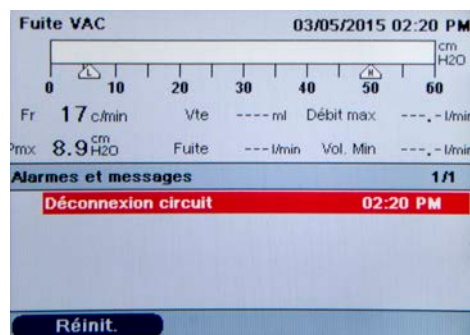 Fuite VAC 03/05/2015 02:20 PM
cm
H2O
L H
0 10 20 30 40 50 60
Fr 17 c/min Vte ---- ml Débit max ---.- l/min
Pmx 8.9 cm H2O Fuite ---- l/min Vol. Min ---.- l/min
Alarmes et messages 1/1
Déconnexion circuit 02:20 PM
Réinit.